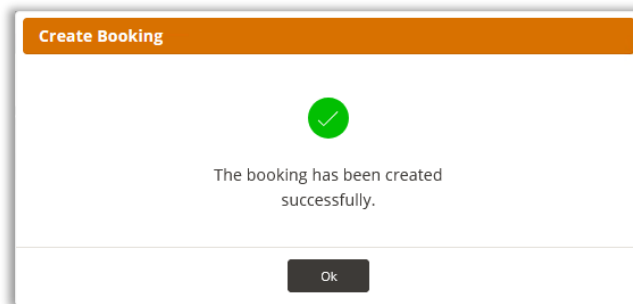 Create Booking
The booking has been created
successfully.
Ok